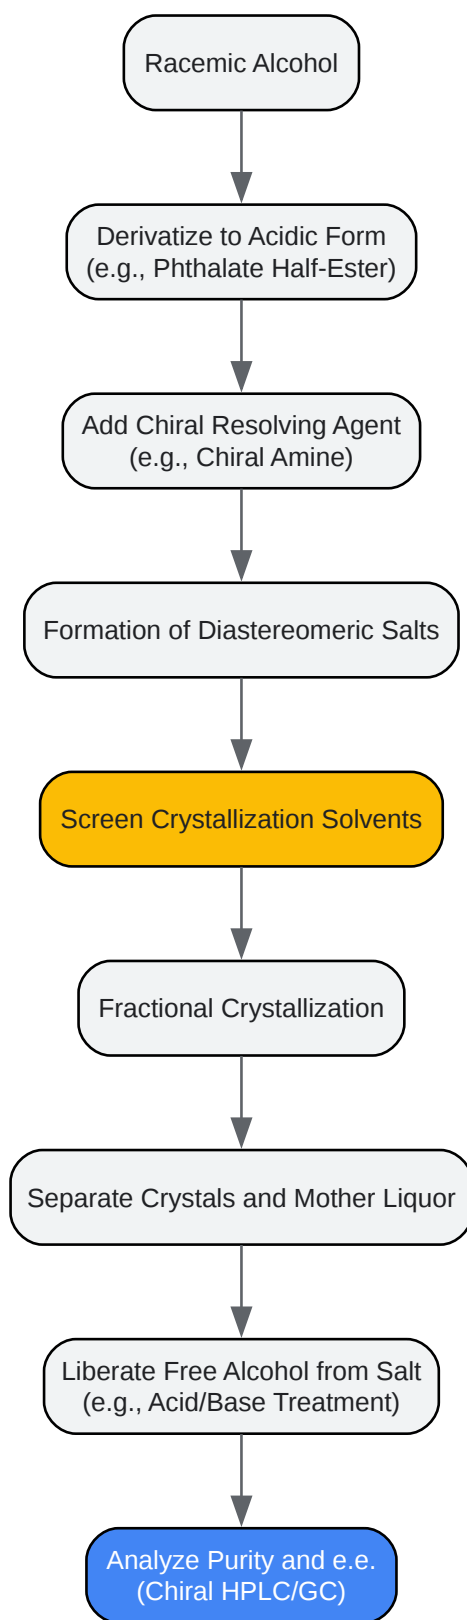 Racemic Alcohol
Derivatize to Acidic Form
(e.g., Phthalate Half-Ester)
Add Chiral Resolving Agent
(e.g., Chiral Amine)
Formation of Diastereomeric Salts
Screen Crystallization Solvents
Fractional Crystallization
Separate Crystals and Mother Liquor
Liberate Free Alcohol from Salt
(e.g., Acid/Base Treatment)
Analyze Purity and e.e.
(Chiral HPLC/GC)